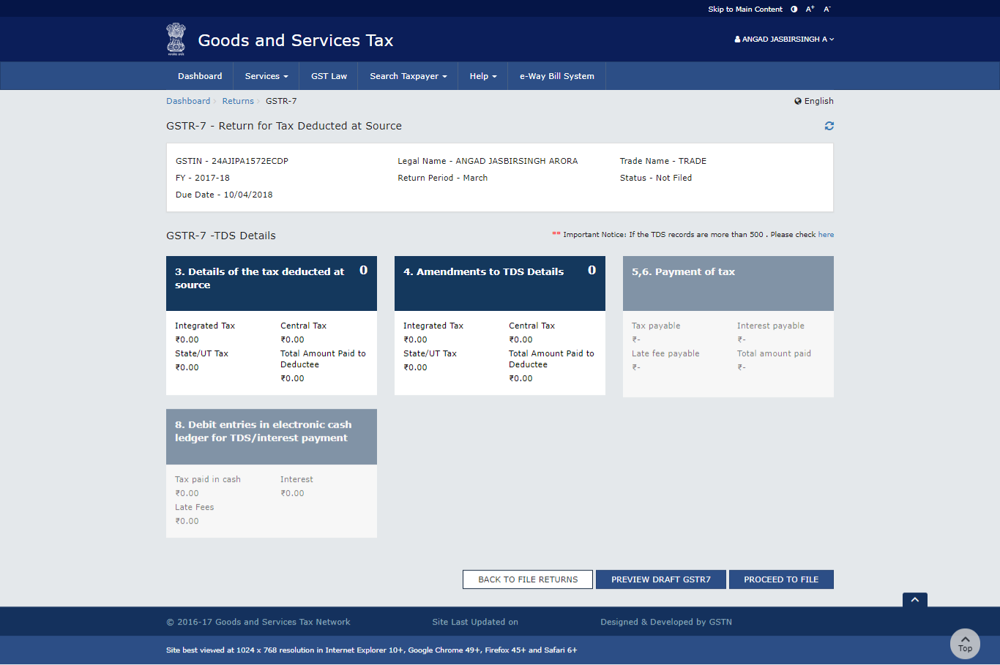 Skip to Main Content A+ A-
Goods and Services Tax
ANGAD JASBIRSINGH A
Dashboard Services GST Law Search Taxpayer Help e-Way Bill System
Dashboard Returns GSTR-7
English
GSTR-7 - Return for Tax Deducted at Source
GSTIN - 24AJIPA1572ECDP Legal Name - ANGAD JASBIRSINGH ARORA Trade Name - TRADE
FY - 2017-18 Return Period - March Status - Not Filed
Due Date - 10/04/2018
GSTR-7 -TDS Details
** Important Notice: If the TDS records are more than 500 . Please check here
3. Details of the tax deducted at source 0
Integrated Tax Central Tax
₹0.00 ₹0.00
State/UT Tax Total Amount Paid to Deductee
₹0.00 ₹0.00
4. Amendments to TDS Details 0
Integrated Tax Central Tax
₹0.00 ₹0.00
State/UT Tax Total Amount Paid to Deductee
₹0.00 ₹0.00
5,6. Payment of tax
Tax payable Interest payable
₹- ₹-
Late fee payable Total amount paid
₹- ₹-
8. Debit entries in electronic cash
ledger for TDS/interest payment
Tax paid in cash Interest
₹0.00 ₹0.00
Late Fees
₹0.00
BACK TO FILE RETURNS PREVIEW DRAFT GSTR7 PROCEED TO FILE
© 2016-17 Goods and Services Tax Network Site Last Updated on Designed & Developed by GSTN
Site best viewed at 1024 x 768 resolution in Internet Explorer 10+, Google Chrome 49+, Firefox 45+ and Safari 6+
Top